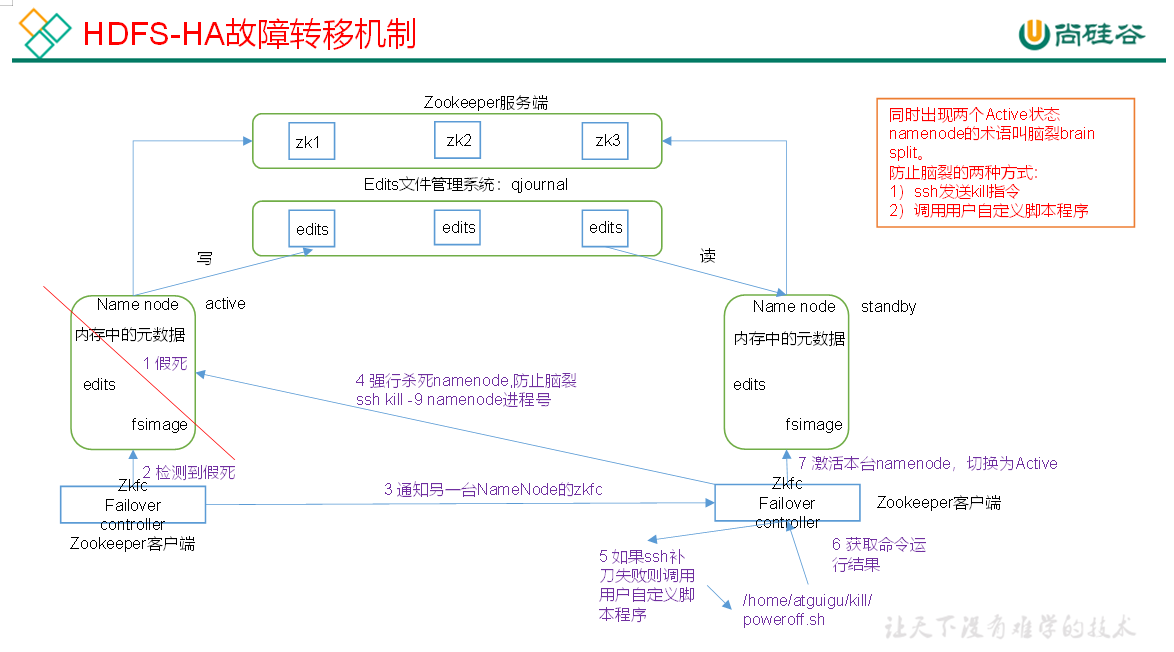 HDFS-HA故障转移机制
尚硅谷
Zookeeper服务端
zk1
zk2
zk3
Edits文件管理系统：qjournal
edits
edits
edits
同时出现两个Active状态
namenode的术语叫脑裂brain
split。
防止脑裂的两种方式：
1）ssh发送kill指令
2）调用用户自定义脚本程序
写
读
Name node
active
内存中的元数据
1 假死
edits
fsimage
Name node
standby
内存中的元数据
edits
fsimage
4 强行杀死namenode,防止脑裂
ssh kill -9 namenode进程号
2 检测到假死
Zkfc
Failover
controller
Zookeeper客户端
3 通知另一台NameNode的zkfc
7 激活本台namenode，切换为Active
Zkfc
Failover
controller
Zookeeper客户端
5 如果ssh补
刀失败则调用
用户自定义脚
本程序
6 获取命令运
行结果
/home/atguigu/kill/
poweroff.sh
让天下没有难学的技术